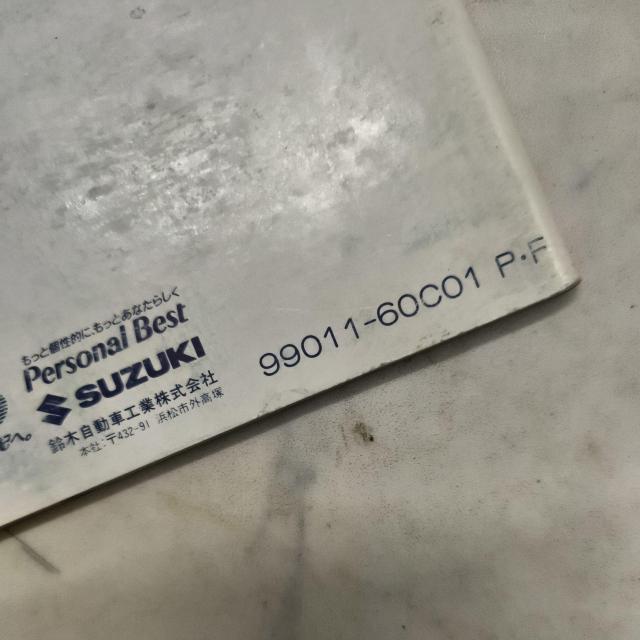 もっと個性的にもっとあなたらしく
Personal Best
SUZUKI
鈴木自動車工業株式会社
本社・〒432-91 浜松市外高塚
99011-60C01 P・F